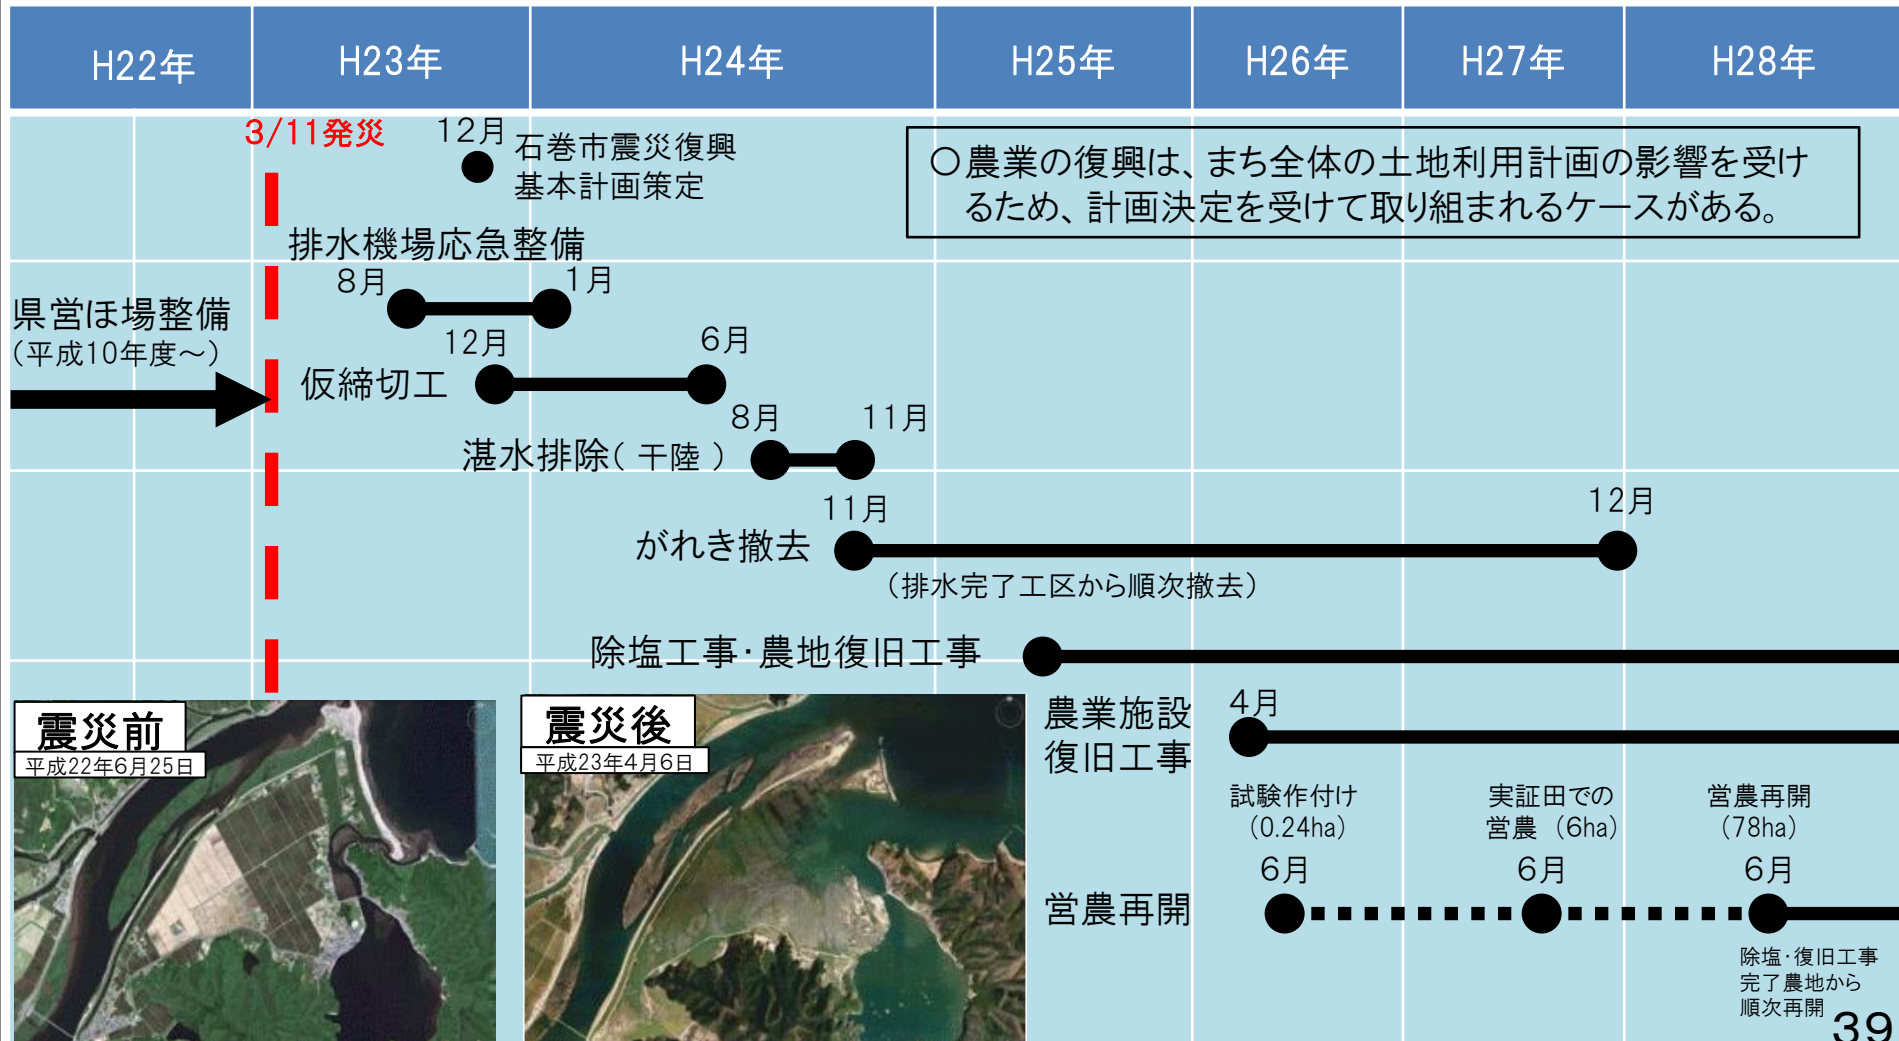 H22年
H23年
H24年
H25年
H26年
H27年
H28年
3/11発災
12月
石巻市震災復興
基本計画策定
○農業の復興は、まち全体の土地利用計画の影響を受け
るため、計画決定を受けて取り組まれるケースがある。
排水機場応急整備
8月
1月
県営ほ場整備
（平成10年度～）
12月
6月
仮締切工
8月
11月
湛水排除（ 干陸 ）
11月
12月
がれき撤去
（排水完了工区から順次撤去）
除塩工事・農地復旧工事
震災前
平成22年6月25日
震災後
平成23年4月6日
農業施設
復旧工事
4月
試験作付け
（0.24ha）
実証田での
営農 （6ha）
営農再開
（78ha）
6月
6月
6月
営農再開
除塩・復旧工事
完了農地から
順次再開
39